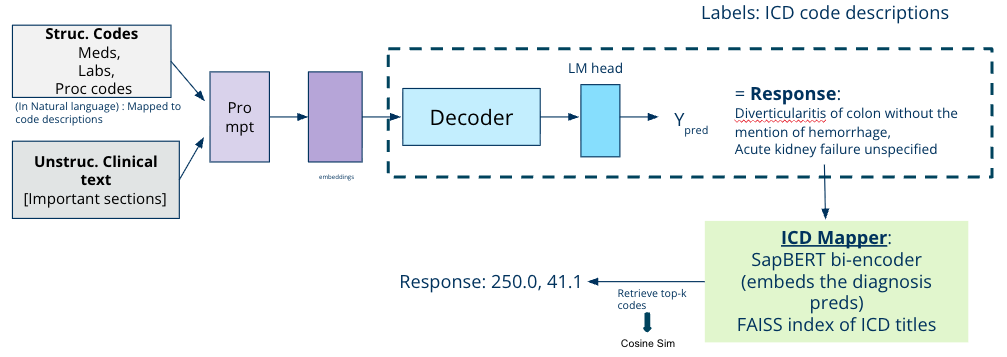 Labels: ICD code descriptions
Struc. Codes
Meds,
Labs,
Proc codes
(In Natural language) : Mapped to
code descriptions
Unstruc. Clinical
text
[Important sections]
Pro
mpt
embeddings
Decoder
LM head
Ypred
= Response:
Diverticularitis of colon without the
mention of hemorrhage,
Acute kidney failure unspecified
ICD Mapper:
SapBERT bi-encoder
(embeds the diagnosis
preds)
FAISS index of ICD titles
Retrieve top-k
codes
Cosine Sim
Response: 250.0, 41.1